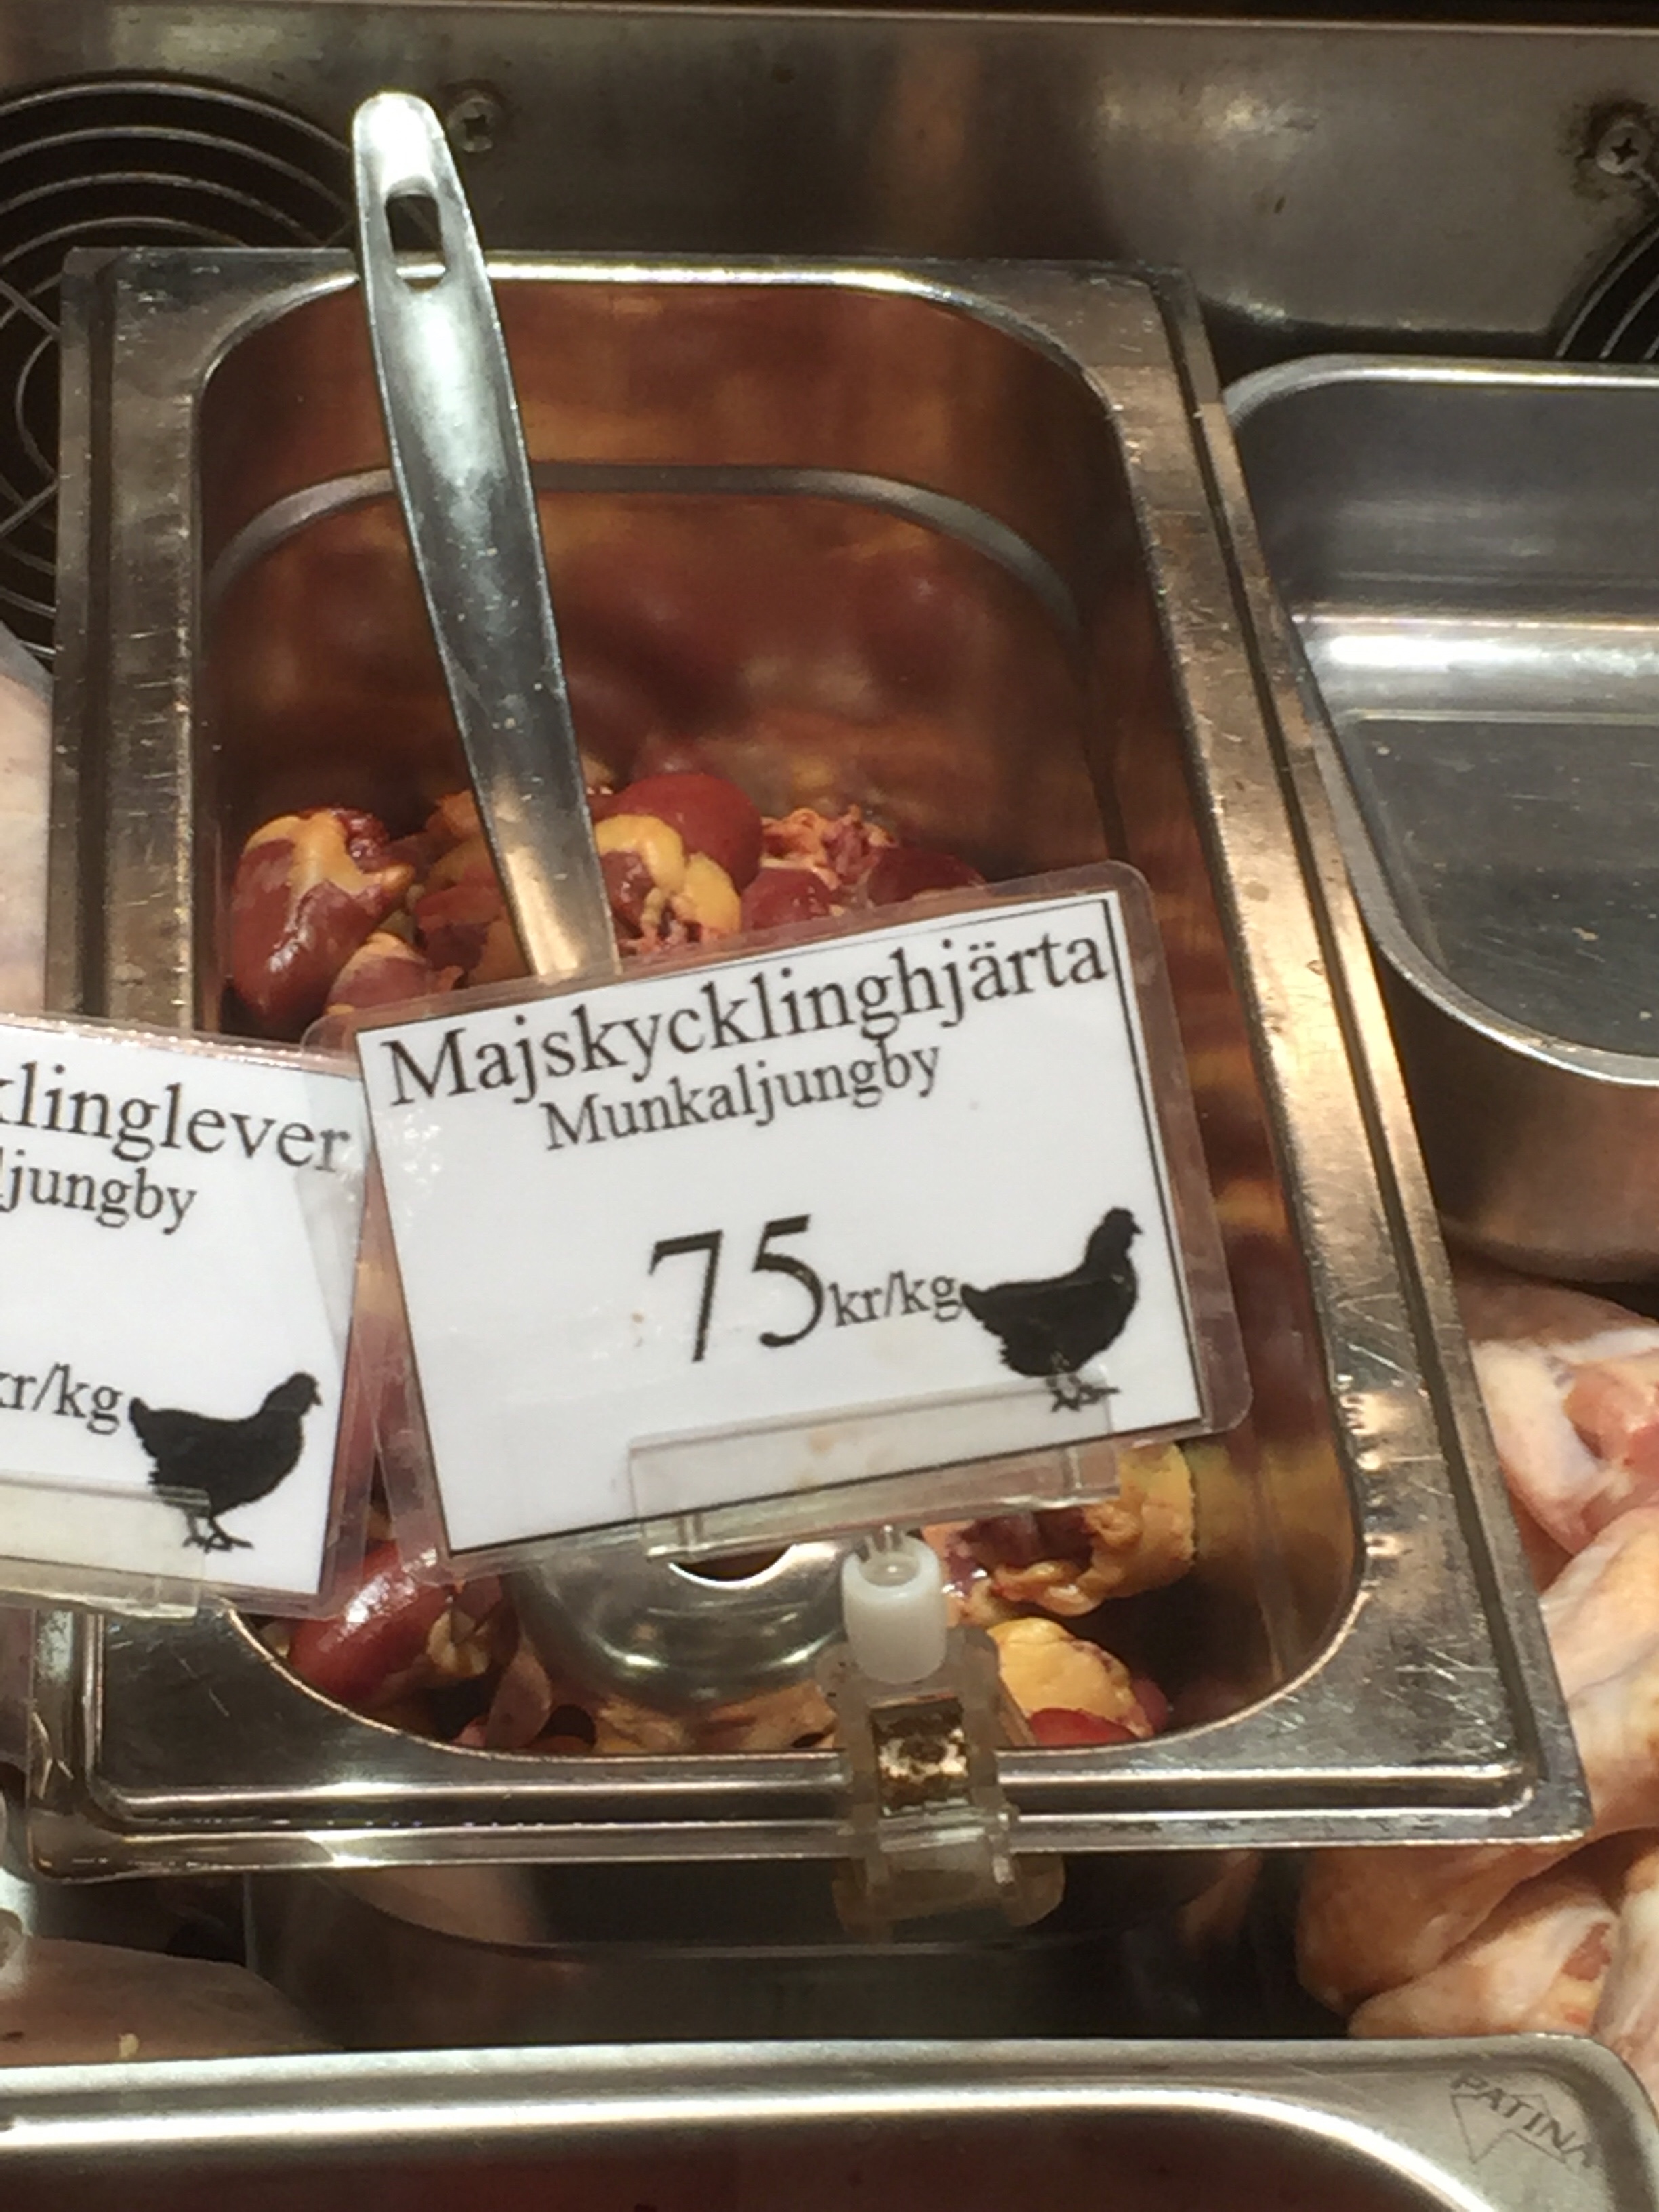 Majskycklinghjärta
Munkaljungby
75kr/kg
klinglever
ljungby
kr/kg
PATINA